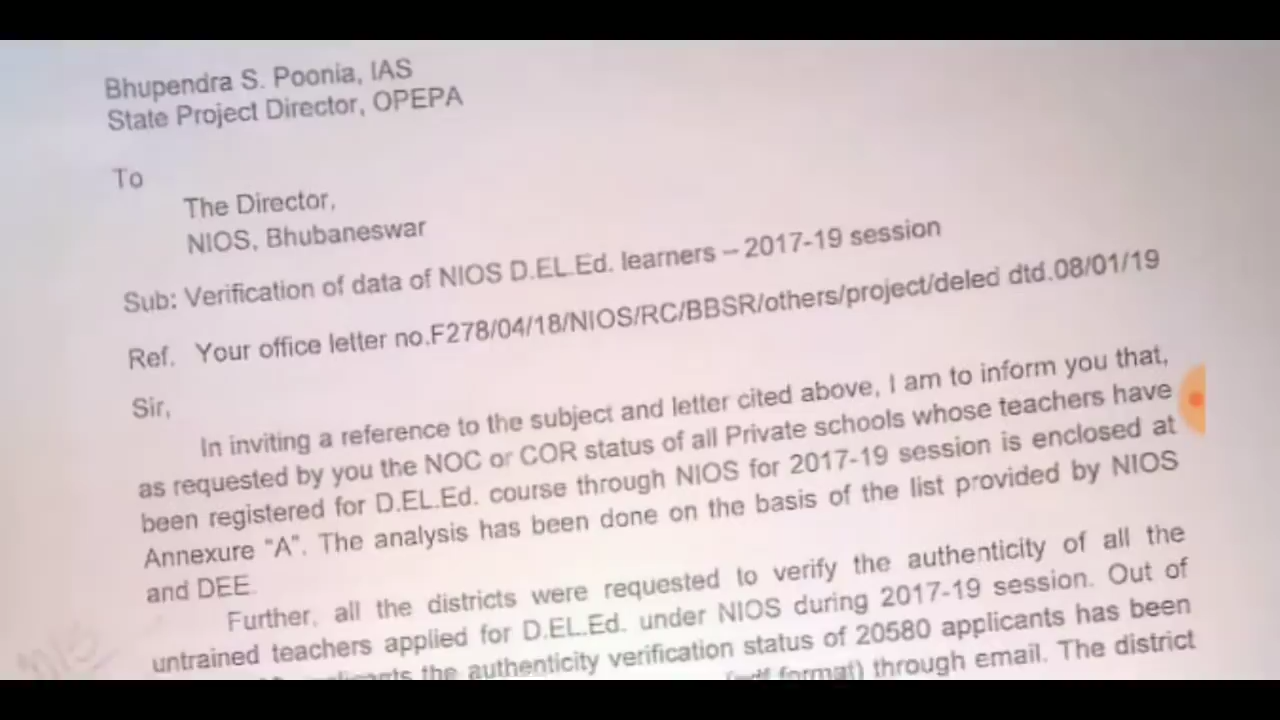 Bhupendra S. Poonia, IAS
State Project Director, OPEPA
To
The Director,
NIOS, Bhubaneswar
Sub: Verification of data of NIOS D.EL.Ed. learners – 2017-19 session
Ref. Your office letter no.F278/04/18/NIOS/RC/BBSR/others/project/deled dtd.08/01/19
Sir,
In inviting a reference to the subject and letter cited above, I am to inform you that,
as requested by you the NOC or COR status of all Private schools whose teachers have
been registered for D.EL.Ed. course through NIOS for 2017-19 session is enclosed at
Annexure “A”. The analysis has been done on the basis of the list provided by NIOS
and DEE.
Further, all the districts were requested to verify the authenticity of all the
untrained teachers applied for D.EL.Ed. under NIOS during 2017-19 session. Out of
the authenticity verification status of 20580 applicants has been
format) through email. The district